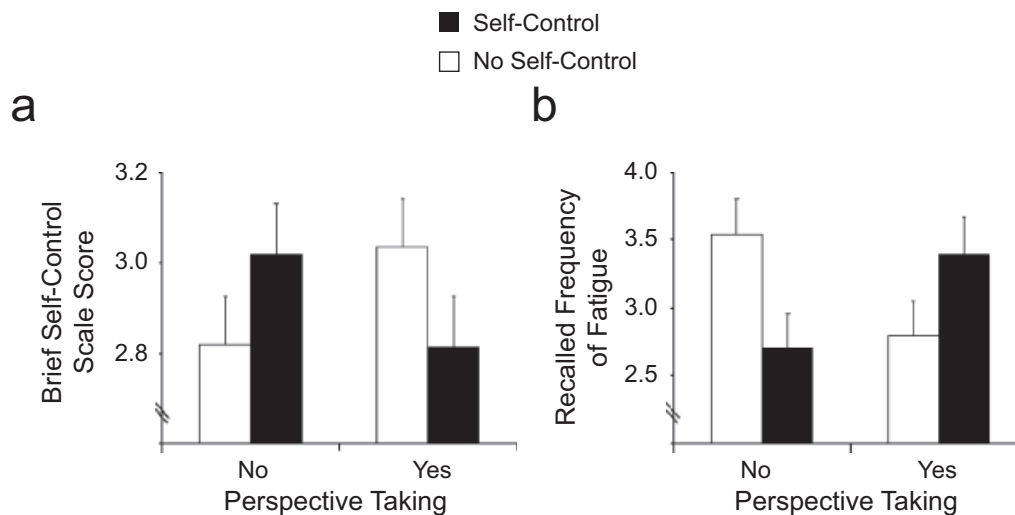 Self-Control
No Self-Control
a
Brief Self-Control
Scale Score
3.2
3.0
2.8
No
Yes
Perspective Taking
b
Recalled Frequency
of Fatigue
4.0
3.5
3.0
2.5
No
Yes
Perspective Taking